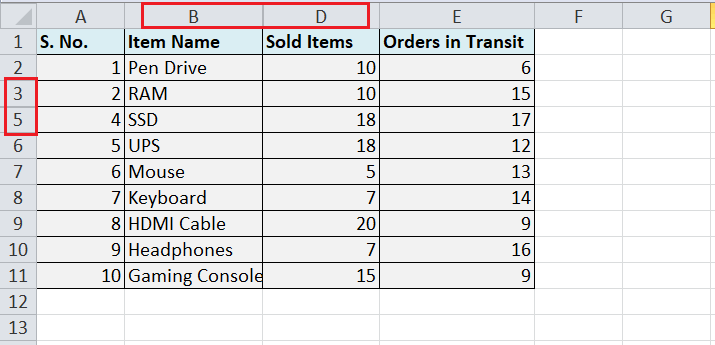 A B D E F G
1 S. No. Item Name Sold Items Orders in Transit
2 1 Pen Drive 10 6
3 2 RAM 10 15
5 4 SSD 18 17
6 5 UPS 18 12
7 6 Mouse 5 13
8 7 Keyboard 7 14
9 8 HDMI Cable 20 9
10 9 Headphones 7 16
11 10 Gaming Console 15 9
12
13